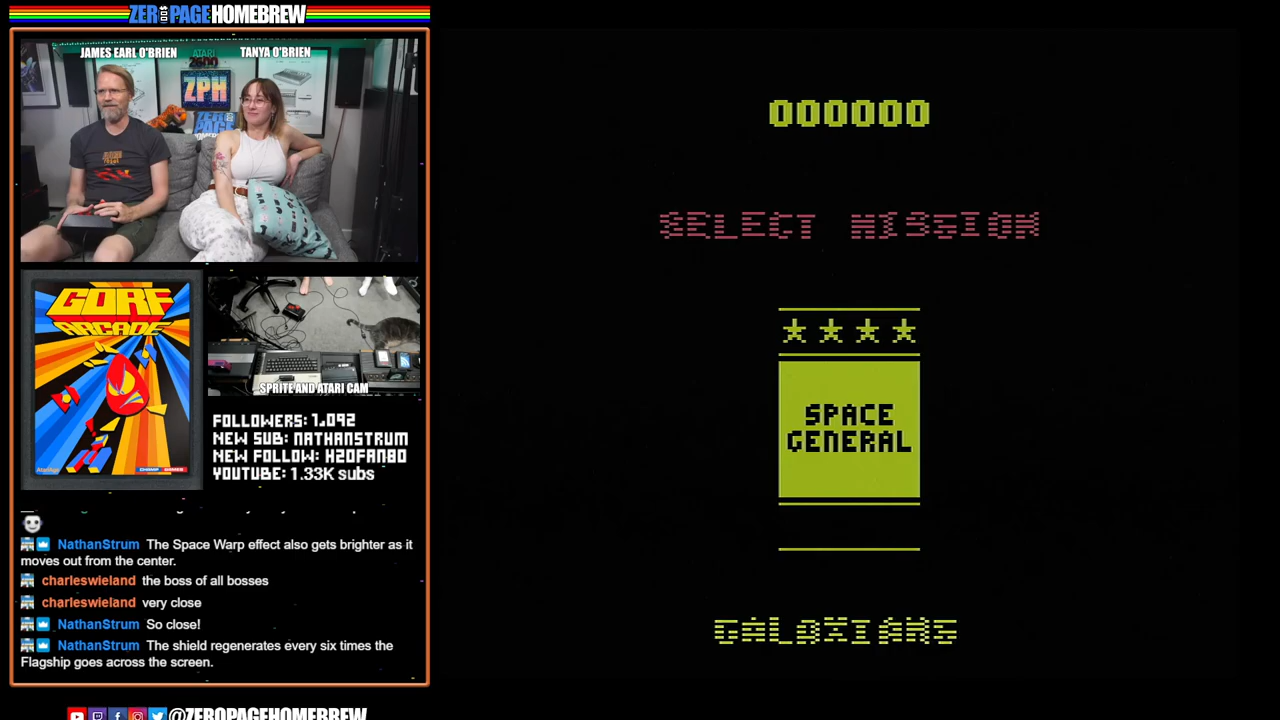 ZEROPAGE HOMEBREW
JAMES EARL O'BRIEN
TANYA O'BRIEN
ATARI
ZPH
GORF
ARCADE
SPRITE AND ATARI CAM
FOLLOWERS: 1,092
NEW SUB: NATHANSTRUM
NEW FOLLOW: H2OFAN80
YOUTUBE: 1.33K subs
NathanStrum The Space Warp effect also gets brighter as it
moves out from the center.
charleswieland the boss of all bosses
charleswieland very close
NathanStrum So close!
NathanStrum The shield regenerates every six times the
Flagship goes across the screen.
@ZEROPAGEHOMEBREW
000000
SELECT MISSION
SPACE
GENERAL
GALAXIANS